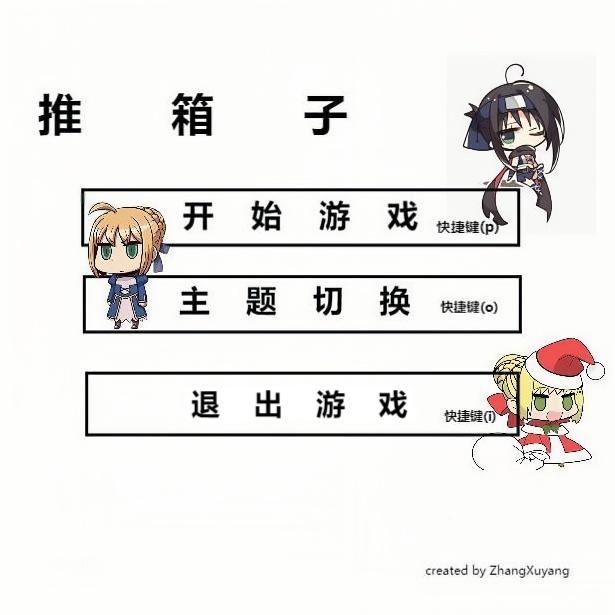 推 箱 子
开 始 游 戏 快捷键(p)
主 题 切 换 快捷键(o)
退 出 游 戏 快捷键(i)
created by ZhangXuyang